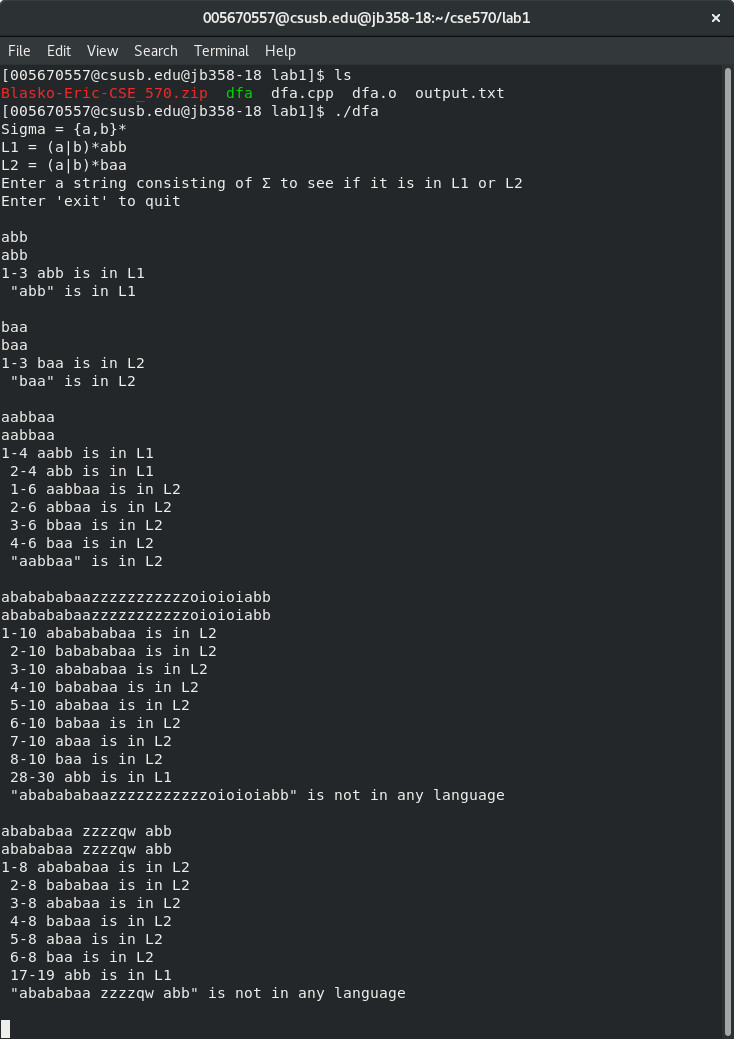 005670557@csusb.edu@jb358-18:~/cse570/lab1 ×
File Edit View Search Terminal Help
[005670557@csusb.edu@jb358-18 lab1]$ ls
Blasko-Eric-CSE_570.zip  dfa  dfa.cpp  dfa.o  output.txt
[005670557@csusb.edu@jb358-18 lab1]$ ./dfa
Sigma = {a,b}*
L1 = (a|b)*abb
L2 = (a|b)*baa
Enter a string consisting of Σ to see if it is in L1 or L2
Enter 'exit' to quit

abb
abb
1-3 abb is in L1
 "abb" is in L1

baa
baa
1-3 baa is in L2
 "baa" is in L2

aabbaa
aabbaa
1-4 aabb is in L1
 2-4 abb is in L1
 1-6 aabbaa is in L2
 2-6 abbaa is in L2
 3-6 bbaa is in L2
 4-6 baa is in L2
 "aabbaa" is in L2

ababababaazzzzzzzzzzzoioioiabb
ababababaazzzzzzzzzzzoioioiabb
1-10 ababababaa is in L2
 2-10 babababaa is in L2
 3-10 abababaa is in L2
 4-10 bababaa is in L2
 5-10 ababaa is in L2
 6-10 babaa is in L2
 7-10 abaa is in L2
 8-10 baa is in L2
 28-30 abb is in L1
 "ababababaazzzzzzzzzzzoioioiabb" is not in any language

abababaa zzzzqw abb
abababaa zzzzqw abb
1-8 abababaa is in L2
 2-8 bababaa is in L2
 3-8 ababaa is in L2
 4-8 babaa is in L2
 5-8 abaa is in L2
 6-8 baa is in L2
 17-19 abb is in L1
 "abababaa zzzzqw abb" is not in any language